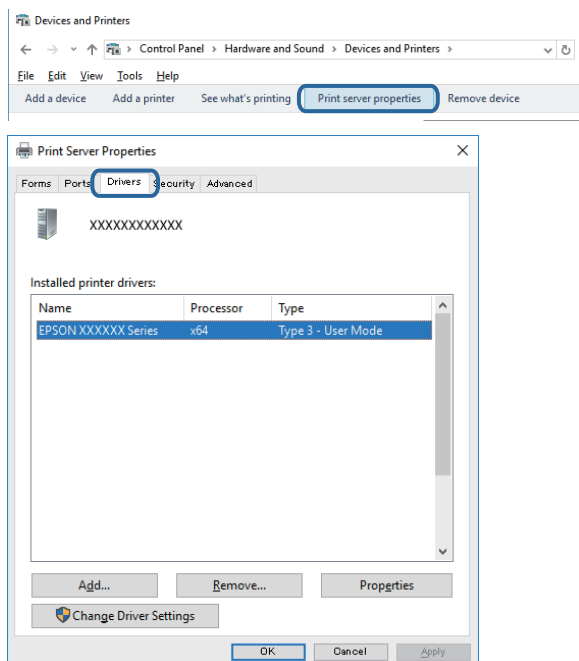 Devices and Printers
Control Panel > Hardware and Sound > Devices and Printers >
File Edit View Tools Help
Add a device Add a printer See what's printing Print server properties Remove device
Print Server Properties
Forms Ports Drivers Security Advanced
XXXXXXXXXXXX
Installed printer drivers:
Name Processor Type
EPSON XXXXXX Series x64 Type 3 - User Mode
Add... Remove... Properties
Change Driver Settings
OK Cancel Apply